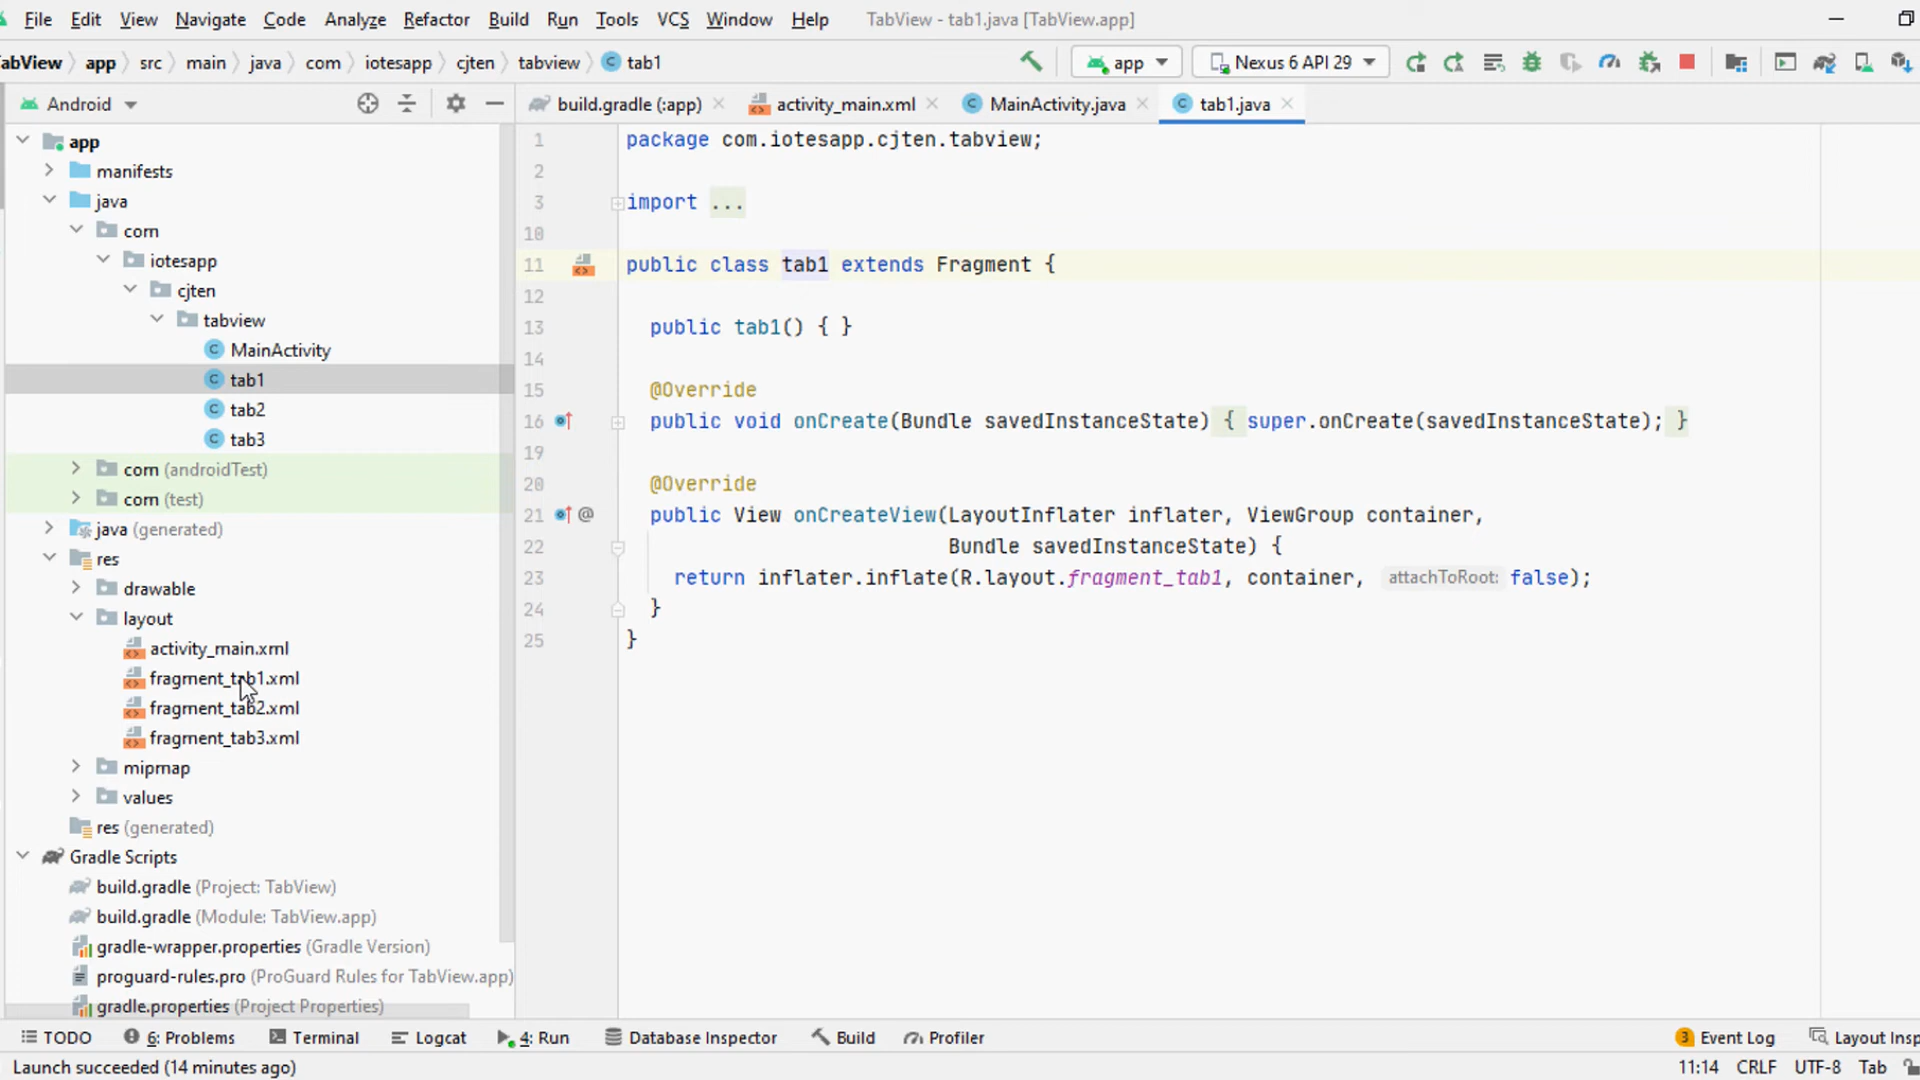 File Edit View Navigate Code Analyze Refactor Build Run Tools VCS Window Help TabView - tab1.java [TabView.app]
abView app src main java com iotesapp cjten tabview tab1 app Nexus 6 API 29
Android build.gradle (:app) activity_main.xml MainActivity.java tab1.java
app
manifests
java
com
iotesapp
cjten
tabview
MainActivity
tab1
tab2
tab3
com (androidTest)
com (test)
java (generated)
res
drawable
layout
activity_main.xml
fragment_tab1.xml
fragment_tab2.xml
fragment_tab3.xml
mipmap
values
res (generated)
Gradle Scripts
build.gradle (Project: TabView)
build.gradle (Module: TabView.app)
gradle-wrapper.properties (Gradle Version)
proguard-rules.pro (ProGuard Rules for TabView.app)
gradle.properties (Project Properties)
1 package com.iotesapp.cjten.tabview;
2
3 import ...
10
11 public class tab1 extends Fragment {
12
13 public tab1() { }
14
15 @Override
16 public void onCreate(Bundle savedInstanceState) { super.onCreate(savedInstanceState); }
19
20 @Override
21 @ public View onCreateView(LayoutInflater inflater, ViewGroup container,
22 Bundle savedInstanceState) {
23 return inflater.inflate(R.layout.fragment_tab1, container, attachToRoot: false);
24 }
25 }
TODO 6: Problems Terminal Logcat 4: Run Database Inspector Build Profiler 3 Event Log Layout Insp
Launch succeeded (14 minutes ago) 11:14 CRLF UTF-8 Tab